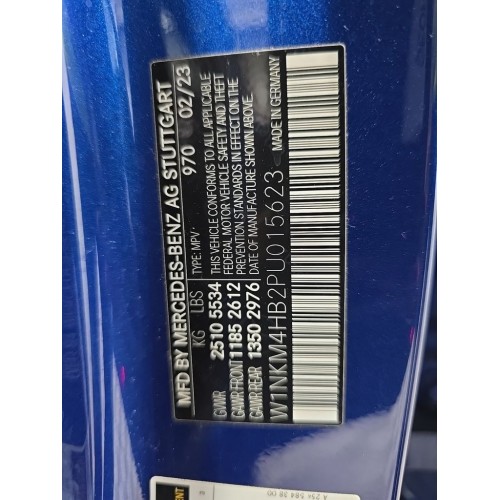 MFD BY MERCEDES-BENZ AG STUTTGART
970 02/23
KG LBS TYPE: MPV
GVWR 2510 5534
GAWR FRONT 1185 2612
GAWR REAR 1350 2976
THIS VEHICLE CONFORMS TO ALL APPLICABLE
FEDERAL MOTOR VEHICLE SAFETY AND THEFT
PREVENTION STANDARDS IN EFFECT ON THE
DATE OF MANUFACTURE SHOWN ABOVE.
W1NKM4HB2PU015623
MADE IN GERMANY